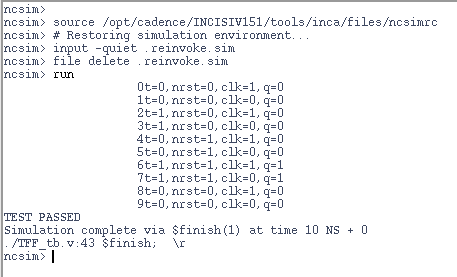 ncsim>
ncsim> source /opt/cadence/INCISIV151/tools/inca/files/ncsimrc
ncsim> # Restoring simulation environment...
ncsim> input -quiet .reinvoke.sim
ncsim> file delete .reinvoke.sim
ncsim> run
0t=0,nrst=0,clk=1,q=0
1t=0,nrst=0,clk=0,q=0
2t=1,nrst=0,clk=1,q=0
3t=1,nrst=0,clk=0,q=0
4t=0,nrst=1,clk=1,q=0
5t=0,nrst=1,clk=0,q=0
6t=1,nrst=1,clk=1,q=1
7t=1,nrst=1,clk=0,q=1
8t=0,nrst=0,clk=1,q=0
9t=0,nrst=0,clk=0,q=0
TEST PASSED
Simulation complete via $finish(1) at time 10 NS + 0
./TFF_tb.v:43 $finish;  \r
ncsim>